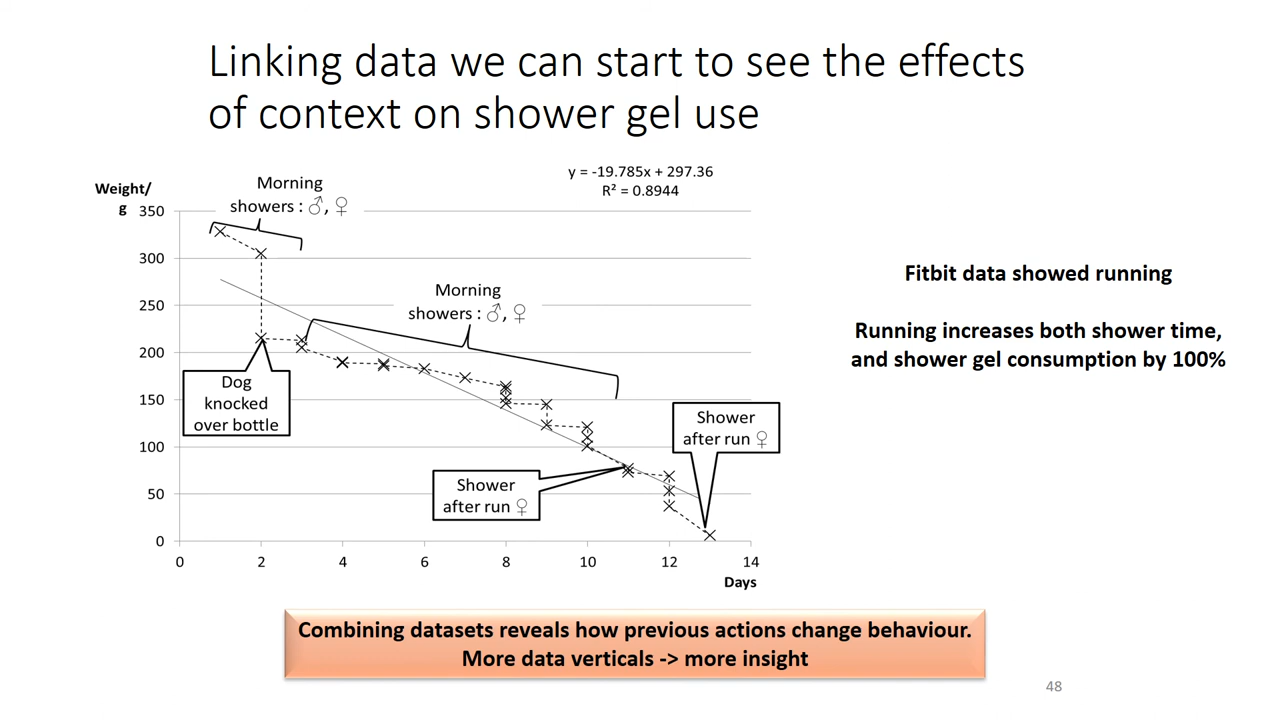 Linking data we can start to see the effects
of context on shower gel use
y = -19.785x + 297.36
R² = 0.8944
Weight/
g
Morning
showers : ♂, ♀
350
300
250
200
150
100
50
0
Morning
showers : ♂, ♀
Dog
knocked
over bottle
Shower
after run ♀
Shower
after run ♀
0 2 4 6 8 10 12 14
Days
Fitbit data showed running
Running increases both shower time,
and shower gel consumption by 100%
Combining datasets reveals how previous actions change behaviour.
More data verticals -> more insight
48